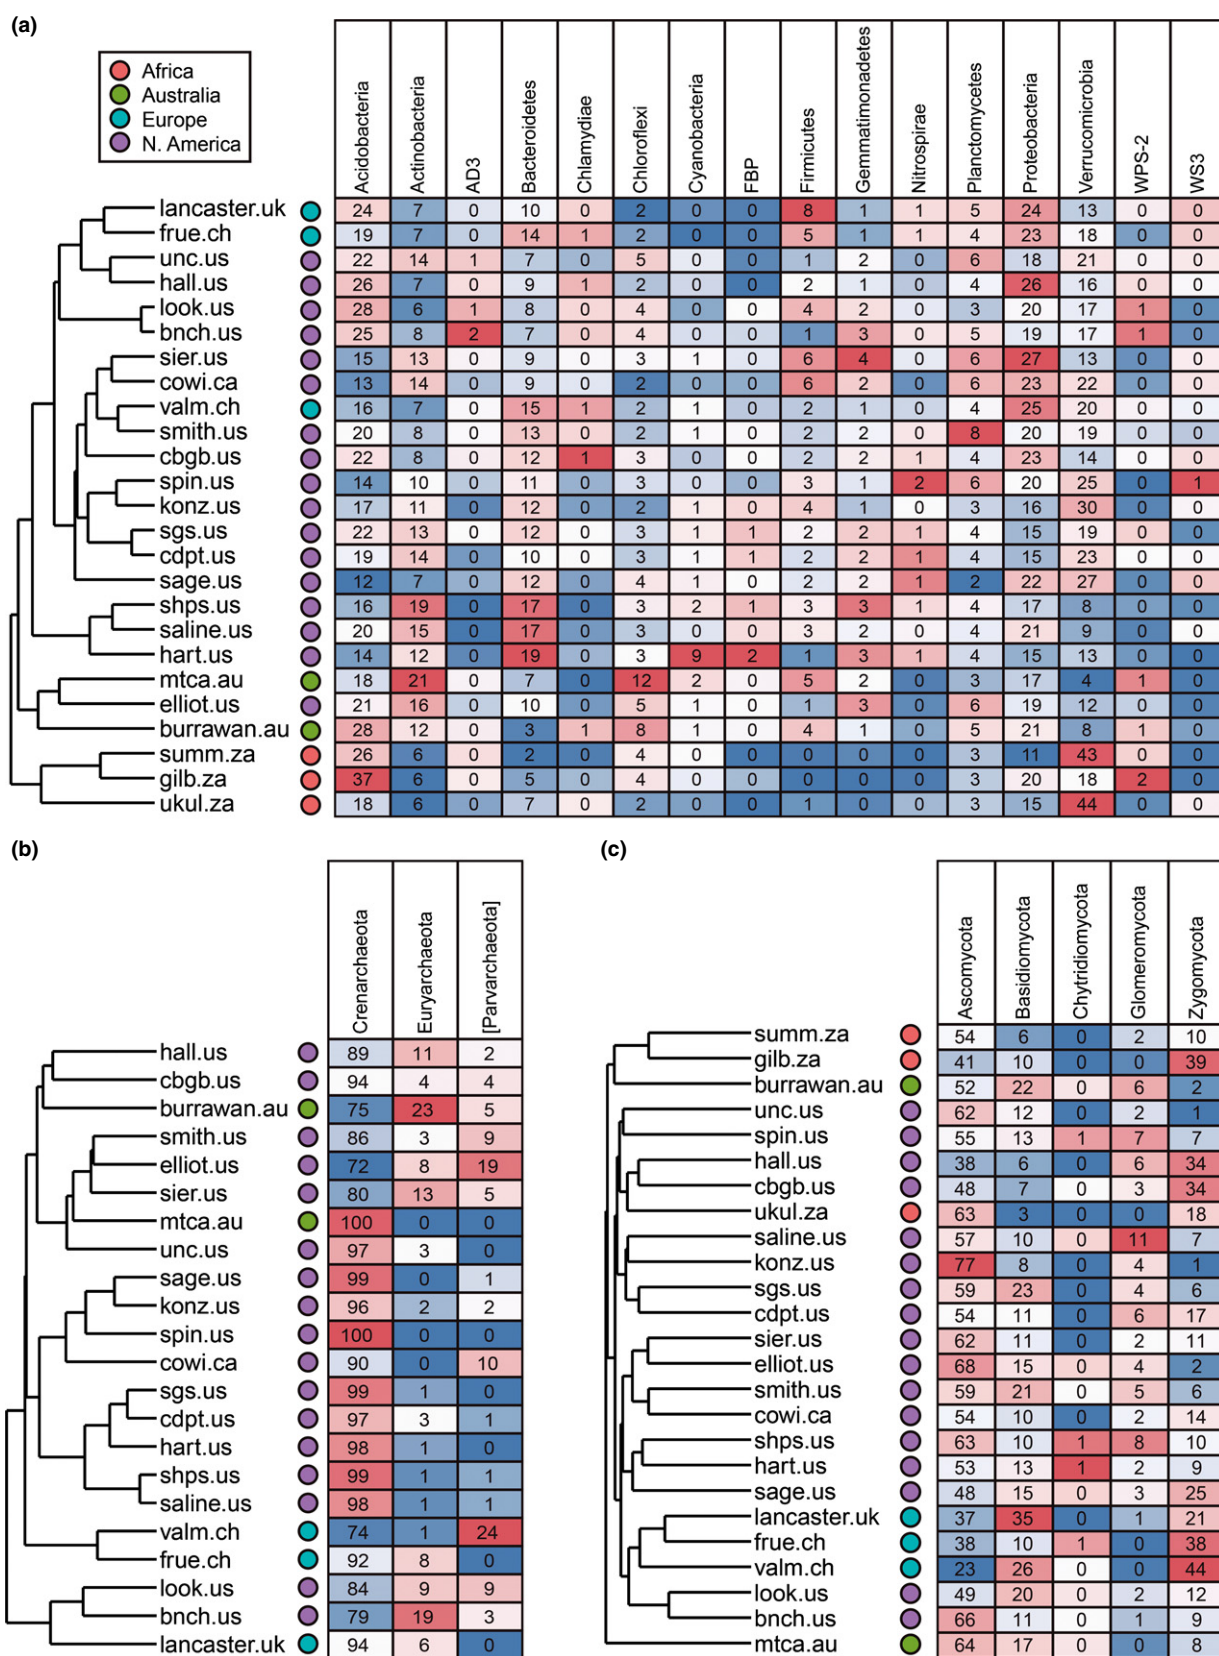 (a)
Africa
Australia
Europe
N. America
Acidobacteria Actinobacteria AD3 Bacteroidetes Chlamydiae Chloroflexi Cyanobacteria FBP Firmicutes Gemmatimonadetes Nitrospirae Planctomycetes Proteobacteria Verrucomicrobia WPS-2 WS3
lancaster.uk 24 7 0 10 0 2 0 0 8 1 1 5 24 13 0 0
frue.ch 19 7 0 14 1 2 0 0 5 1 1 4 23 18 0 0
unc.us 22 14 1 7 0 5 0 0 1 2 0 6 18 21 0 0
hall.us 26 7 0 9 1 2 0 0 2 1 0 4 26 16 0 0
look.us 28 6 1 8 0 4 0 0 4 2 0 3 20 17 1 0
bnch.us 25 8 2 7 0 4 0 0 1 3 0 5 19 17 1 0
sier.us 15 13 0 9 0 3 1 0 6 4 0 6 27 13 0 0
cowi.ca 13 14 0 9 0 2 0 0 6 2 0 6 23 22 0 0
valm.ch 16 7 0 15 1 2 1 0 2 1 0 4 25 20 0 0
smith.us 20 8 0 13 0 2 1 0 2 2 0 8 20 19 0 0
cbgb.us 22 8 0 12 1 3 0 0 2 2 1 4 23 14 0 0
spin.us 14 10 0 11 0 3 0 0 3 1 2 6 20 25 0 1
konz.us 17 11 0 12 0 2 1 0 4 1 0 3 16 30 0 0
sgs.us 22 13 0 12 0 3 1 1 2 2 1 4 15 19 0 0
cdpt.us 19 14 0 10 0 3 1 1 2 2 1 4 15 23 0 0
sage.us 12 7 0 12 0 4 1 0 2 2 1 2 22 27 0 0
shps.us 16 19 0 17 0 3 2 1 3 3 1 4 17 8 0 0
saline.us 20 15 0 17 0 3 0 0 3 2 0 4 21 9 0 0
hart.us 14 12 0 19 0 3 9 2 1 3 1 4 15 13 0 0
mtca.au 18 21 0 7 0 12 2 0 5 2 0 3 17 4 1 0
elliot.us 21 16 0 10 0 5 1 0 1 3 0 6 19 12 0 0
burrawan.au 28 12 0 3 1 8 1 0 4 1 0 5 21 8 1 0
summ.za 26 6 0 2 0 4 0 0 0 0 0 3 11 43 0 0
gilb.za 37 6 0 5 0 4 0 0 0 0 0 3 20 18 2 0
ukul.za 18 6 0 7 0 2 0 0 1 0 0 3 15 44 0 0
(b)
Crenarchaeota Euryarchaeota [Parvarchaeota]
hall.us 89 11 2
cbgb.us 94 4 4
burrawan.au 75 23 5
smith.us 86 3 9
elliot.us 72 8 19
sier.us 80 13 5
mtca.au 100 0 0
unc.us 97 3 0
sage.us 99 0 1
konz.us 96 2 2
spin.us 100 0 0
cowi.ca 90 0 10
sgs.us 99 1 0
cdpt.us 97 3 1
hart.us 98 1 0
shps.us 99 1 1
saline.us 98 1 1
valm.ch 74 1 24
frue.ch 92 8 0
look.us 84 9 9
bnch.us 79 19 3
lancaster.uk 94 6 0
(c)
Ascomycota Basidiomycota Chytridiomycota Glomeromycota Zygomycota
summ.za 54 6 0 2 10
gilb.za 41 10 0 0 39
burrawan.au 52 22 0 6 2
unc.us 62 12 0 2 1
spin.us 55 13 1 7 7
hall.us 38 6 0 6 34
cbgb.us 48 7 0 3 34
ukul.za 63 3 0 0 18
saline.us 57 10 0 11 7
konz.us 77 8 0 4 1
sgs.us 59 23 0 4 6
cdpt.us 54 11 0 6 17
sier.us 62 11 0 2 11
elliot.us 68 15 0 4 2
smith.us 59 21 0 5 6
cowi.ca 54 10 0 2 14
shps.us 63 10 1 8 10
hart.us 53 13 1 2 9
sage.us 48 15 0 3 25
lancaster.uk 37 35 0 1 21
frue.ch 38 10 1 0 38
valm.ch 23 26 0 0 44
look.us 49 20 0 2 12
bnch.us 66 11 0 1 9
mtca.au 64 17 0 0 8